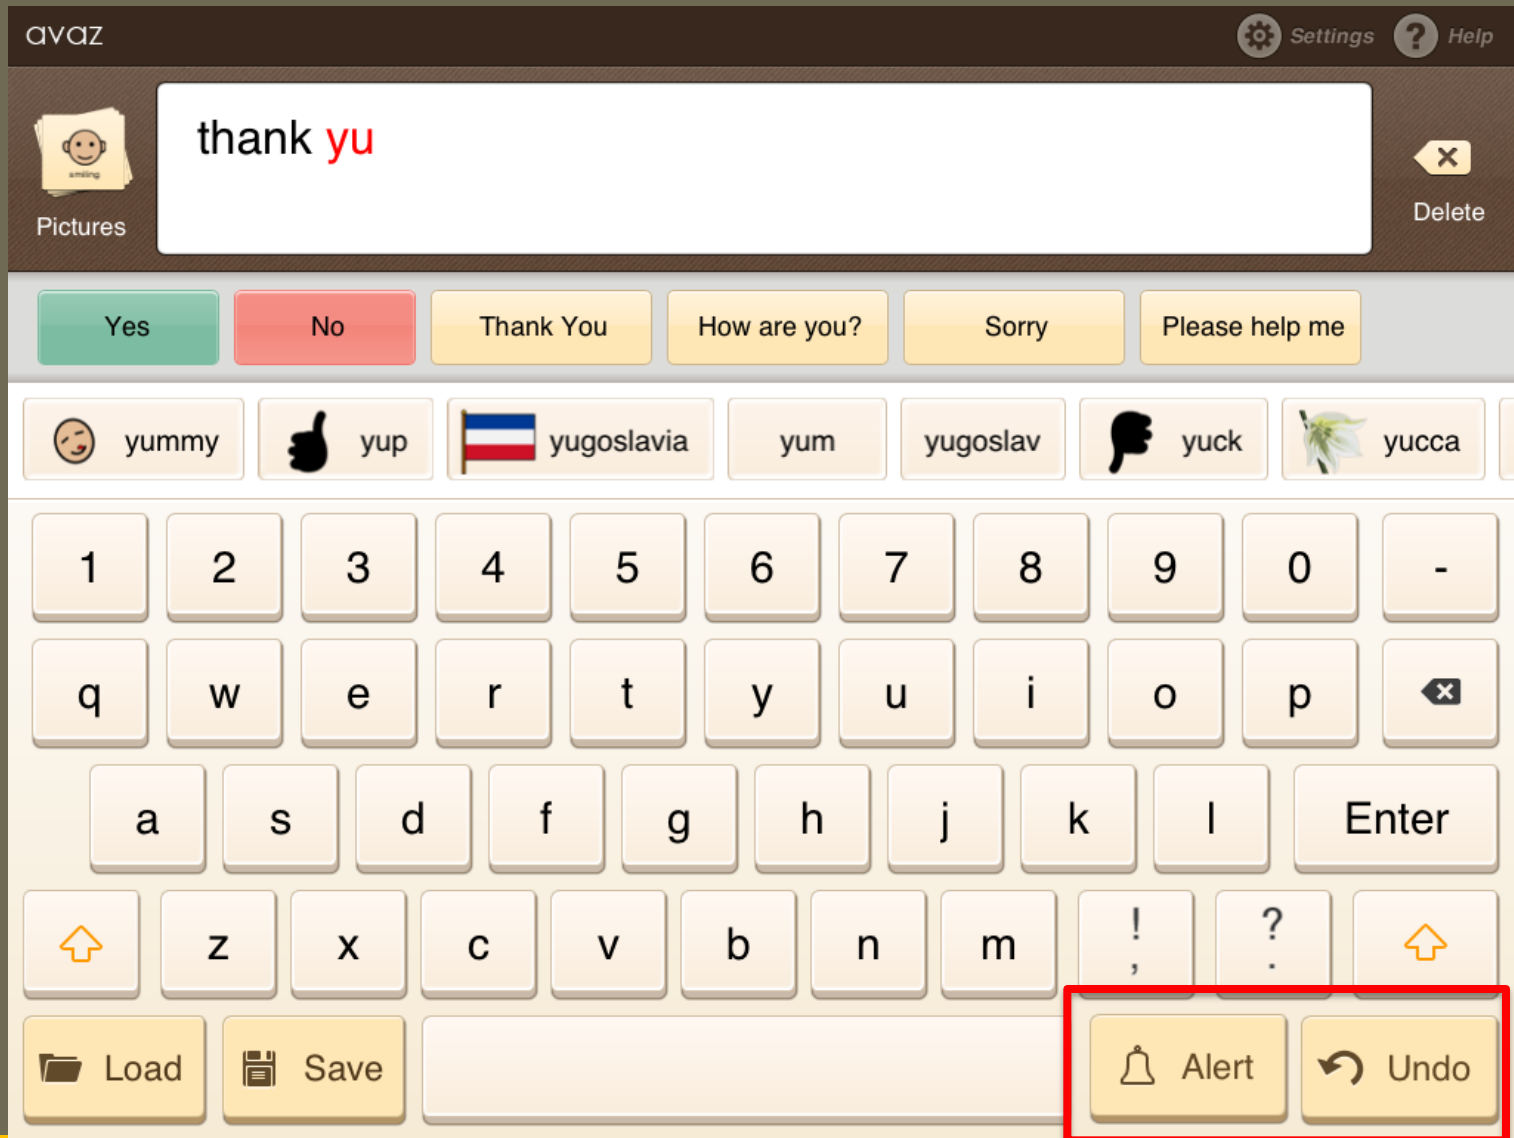 avaz
Settings Help
thank yu
smiling
Pictures
Delete
Yes No Thank You How are you? Sorry Please help me
yummy yup yugoslavia yum yugoslav yuck yucca
1 2 3 4 5 6 7 8 9 0 -
q w e r t y u i o p
a s d f g h j k l Enter
z x c v b n m ! , ? .
Load Save Alert Undo